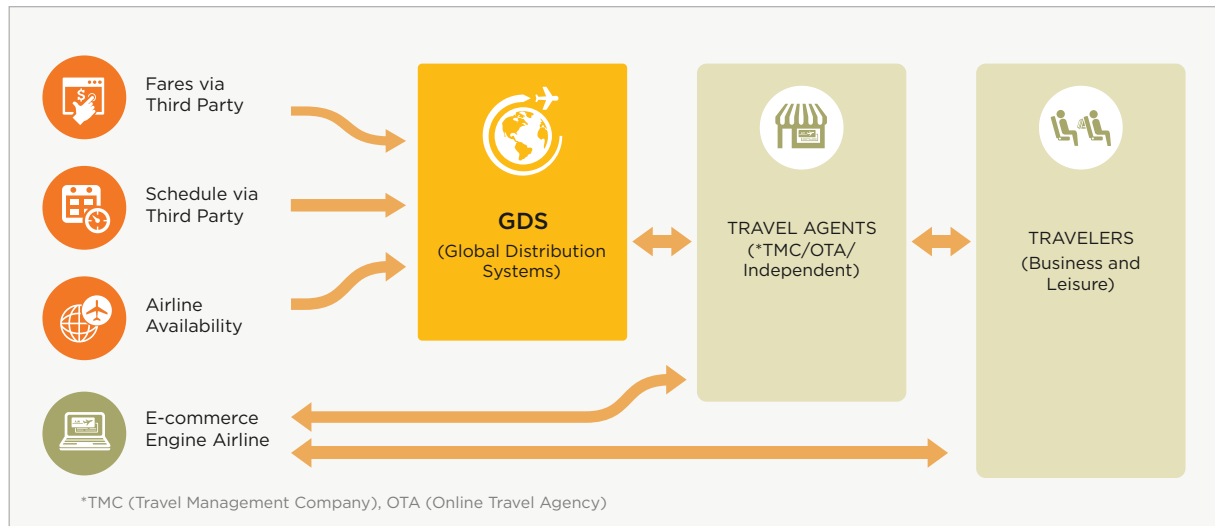 Fares via
Third Party
Schedule via
Third Party
Airline
Availability
E-commerce
Engine Airline
$
GDS
(Global Distribution
Systems)
TRAVEL AGENTS
(*TMC/OTA/
Independent)
TRAVELERS
(Business and
Leisure)
*TMC (Travel Management Company), OTA (Online Travel Agency)